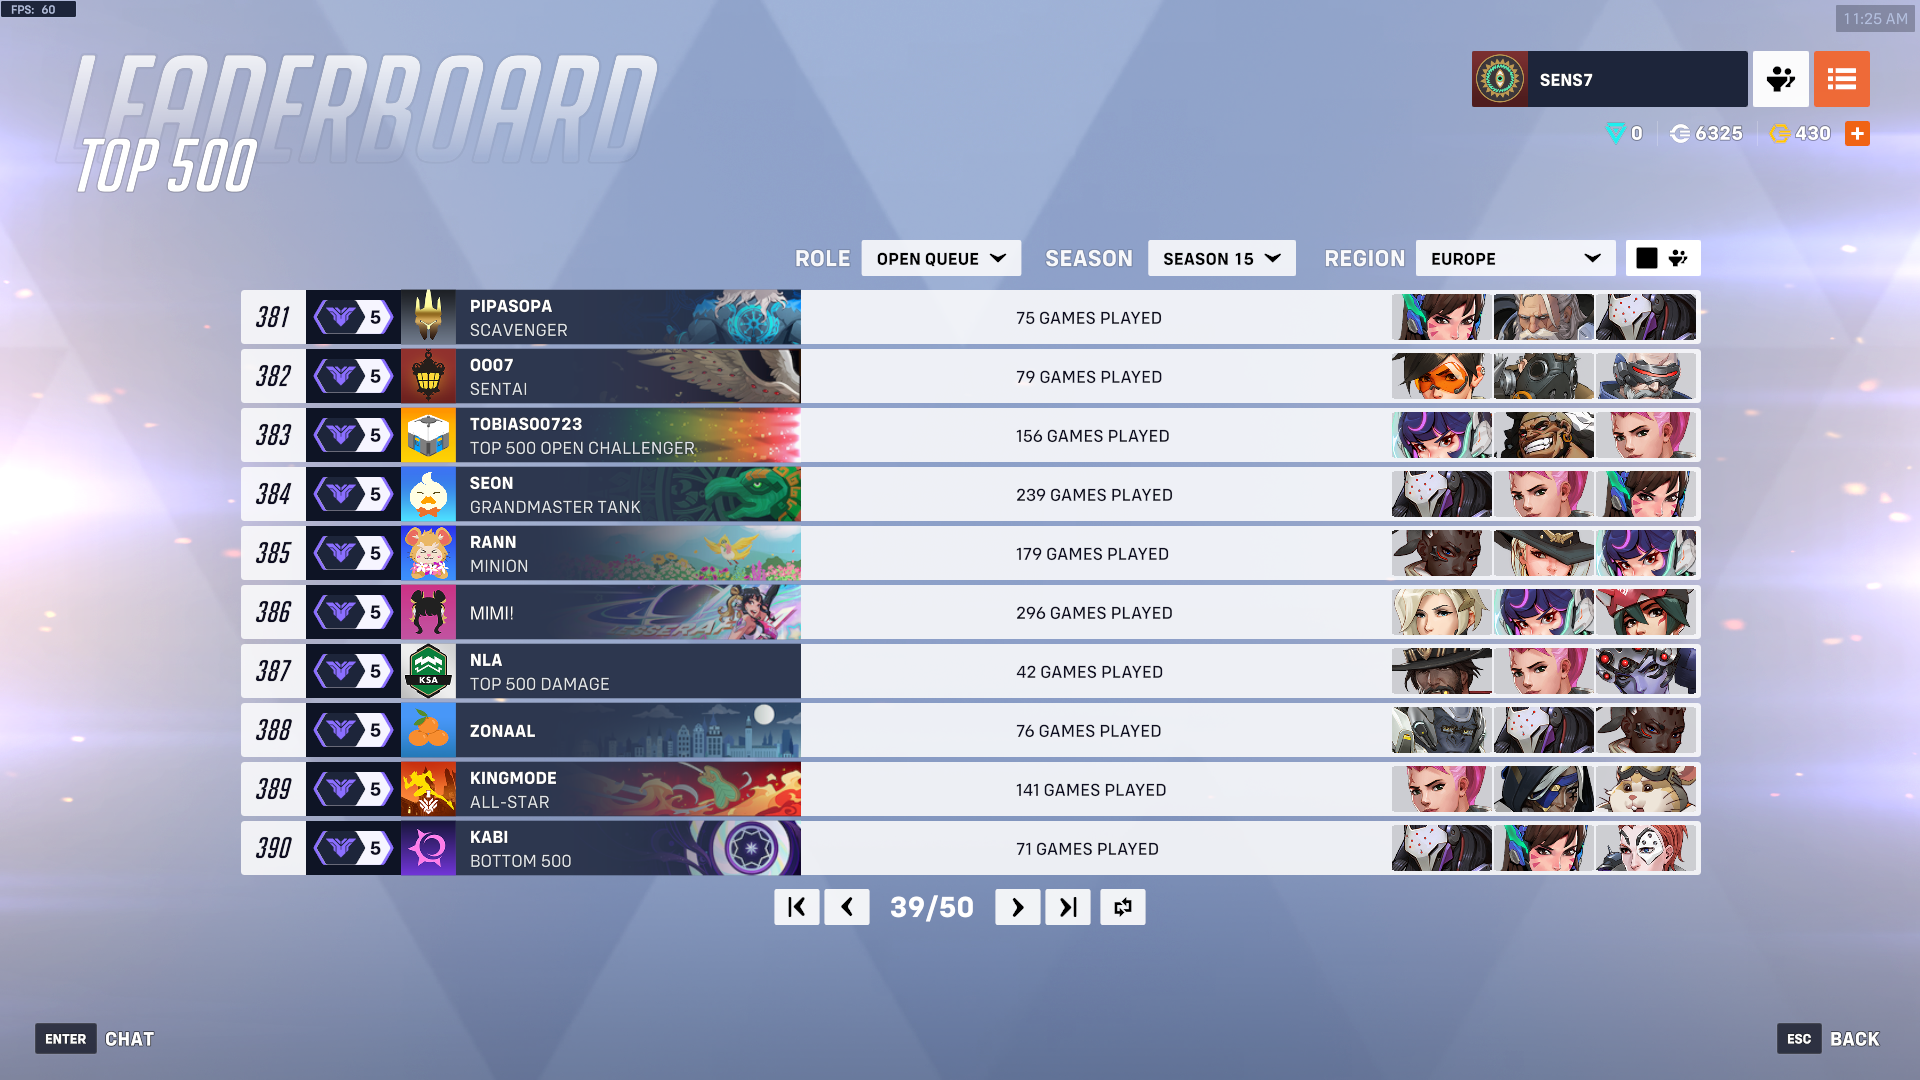 FPS: 60
11:25 AM
LEADERBOARD
TOP 500
SENS7
0 6325 430
ROLE OPEN QUEUE SEASON SEASON 15 REGION EUROPE
381 5 PIPASOPA
SCAVENGER
75 GAMES PLAYED
382 5 OOO7
SENTAI
79 GAMES PLAYED
383 5 TOBIAS00723
TOP 500 OPEN CHALLENGER
156 GAMES PLAYED
384 5 SEON
GRANDMASTER TANK
239 GAMES PLAYED
385 5 RANN
MINION
179 GAMES PLAYED
386 5 MIMI!
296 GAMES PLAYED
387 5 KSA NLA
TOP 500 DAMAGE
42 GAMES PLAYED
388 5 ZONAAL
76 GAMES PLAYED
389 5 KINGMODE
ALL-STAR
141 GAMES PLAYED
390 5 KABI
BOTTOM 500
71 GAMES PLAYED
39/50
ENTER CHAT
ESC BACK